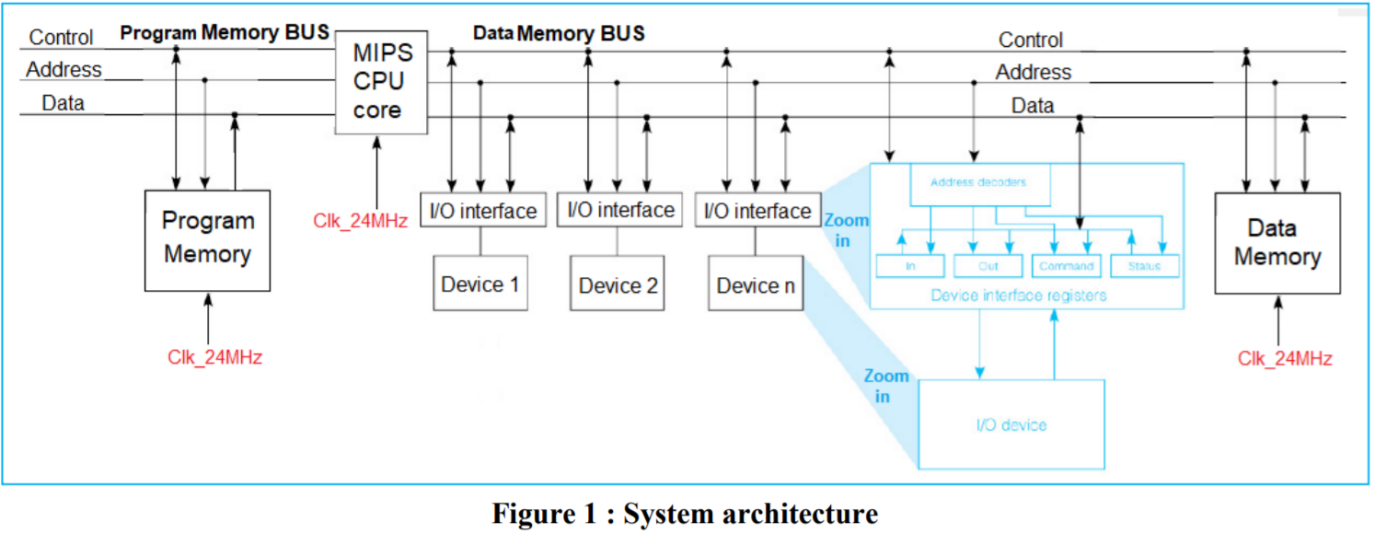 Control
Program Memory BUS
Address
Data
MIPS
CPU
core
Data Memory BUS
Control
Address
Data
Program
Memory
Clk_24MHz
Clk_24MHz
I/O interface
I/O interface
I/O interface
Device 1
Device 2
Device n
Zoom
in
Address decoders
In
Out
Command
Status
Device interface registers
Data
Memory
Clk_24MHz
Zoom
in
I/O device
Figure 1 : System architecture